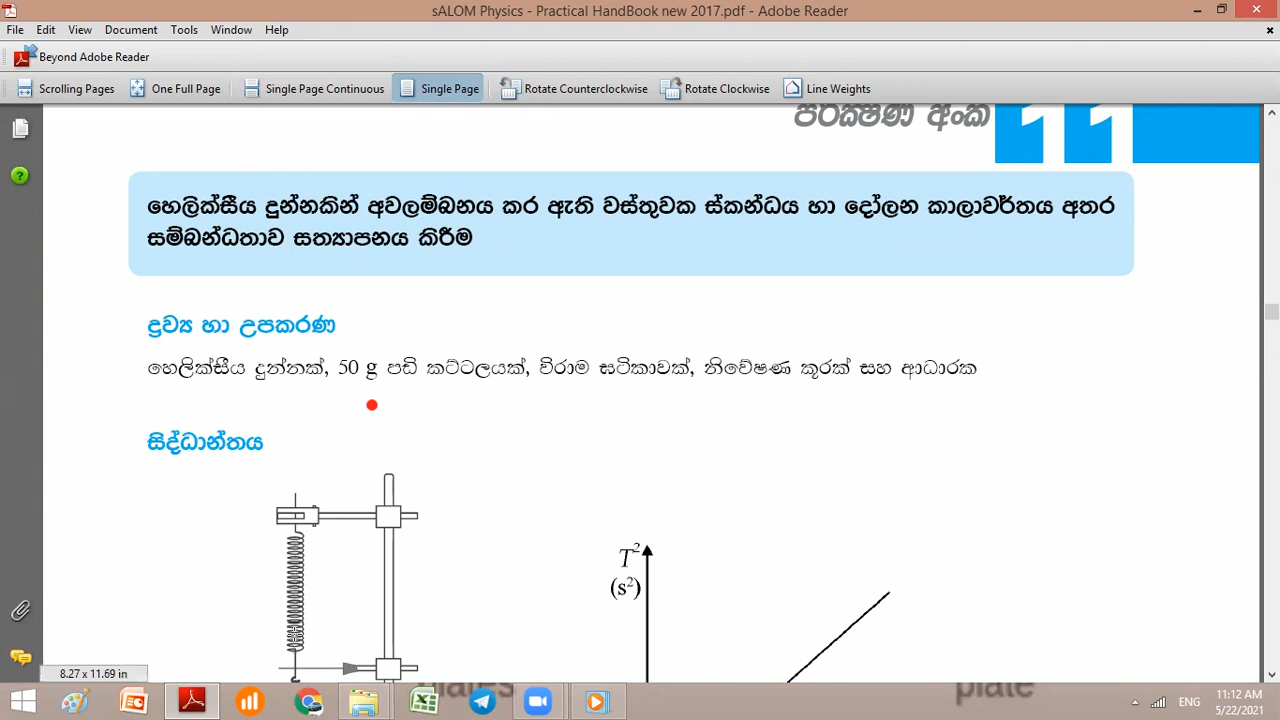 sALOM Physics - Practical HandBook new 2017.pdf - Adobe Reader
File Edit View Document Tools Window Help
Beyond Adobe Reader
Scrolling Pages One Full Page Single Page Continuous Single Page Rotate Counterclockwise Rotate Clockwise Line Weights
පරීක්ෂණ අංක 11
හෙලික්සීය දුන්නකින් අවලම්බනය කර ඇති වස්තුවක ස්කන්ධය හා දෝලන කාලාවර්තය අතර
සම්බන්ධතාව සත්‍යාපනය කිරීම
ද්‍රව්‍ය හා උපකරණ
හෙලික්සීය දුන්නක්, 50 g පඩි කට්ටලයක්, විරාම ඝටිකාවක්, නිවේෂණ කූරක් සහ ආධාරක
සිද්ධාන්තය
T²
(s²)
8.27 x 11.69 in
plates
plate
ENG
11:12 AM
5/22/2021